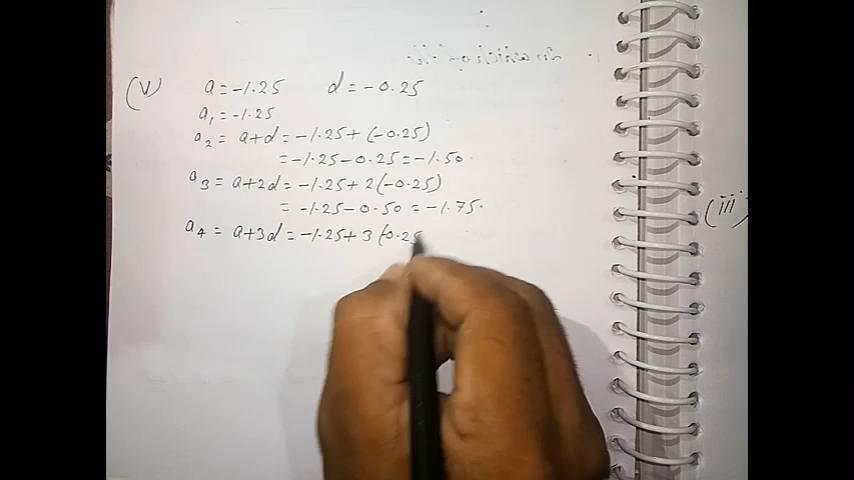 (V) a = -1.25 d = -0.25
a₁ = -1.25
a₂ = a+d = -1.25+(-0.25)
= -1.25-0.25 = -1.50.
a₃ = a+2d = -1.25+2(-0.25)
= -1.25-0.50 = -1.75.
a₄ = a+3d = -1.25+3(-0.25
(iii)